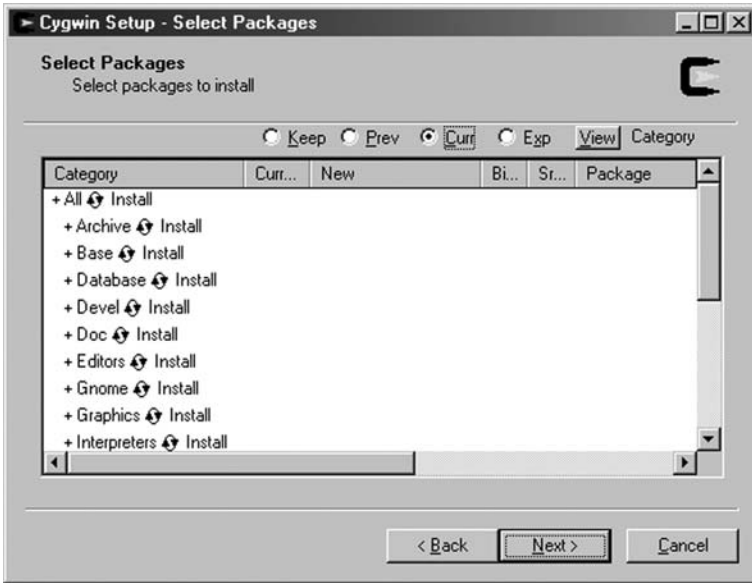 Cygwin Setup - Select Packages
Select Packages
Select packages to install
Keep Prev Curr Exp View Category
Category Curr... New Bi... Sr... Package
+ All Install
+ Archive Install
+ Base Install
+ Database Install
+ Devel Install
+ Doc Install
+ Editors Install
+ Gnome Install
+ Graphics Install
+ Interpreters Install
< Back Next > Cancel